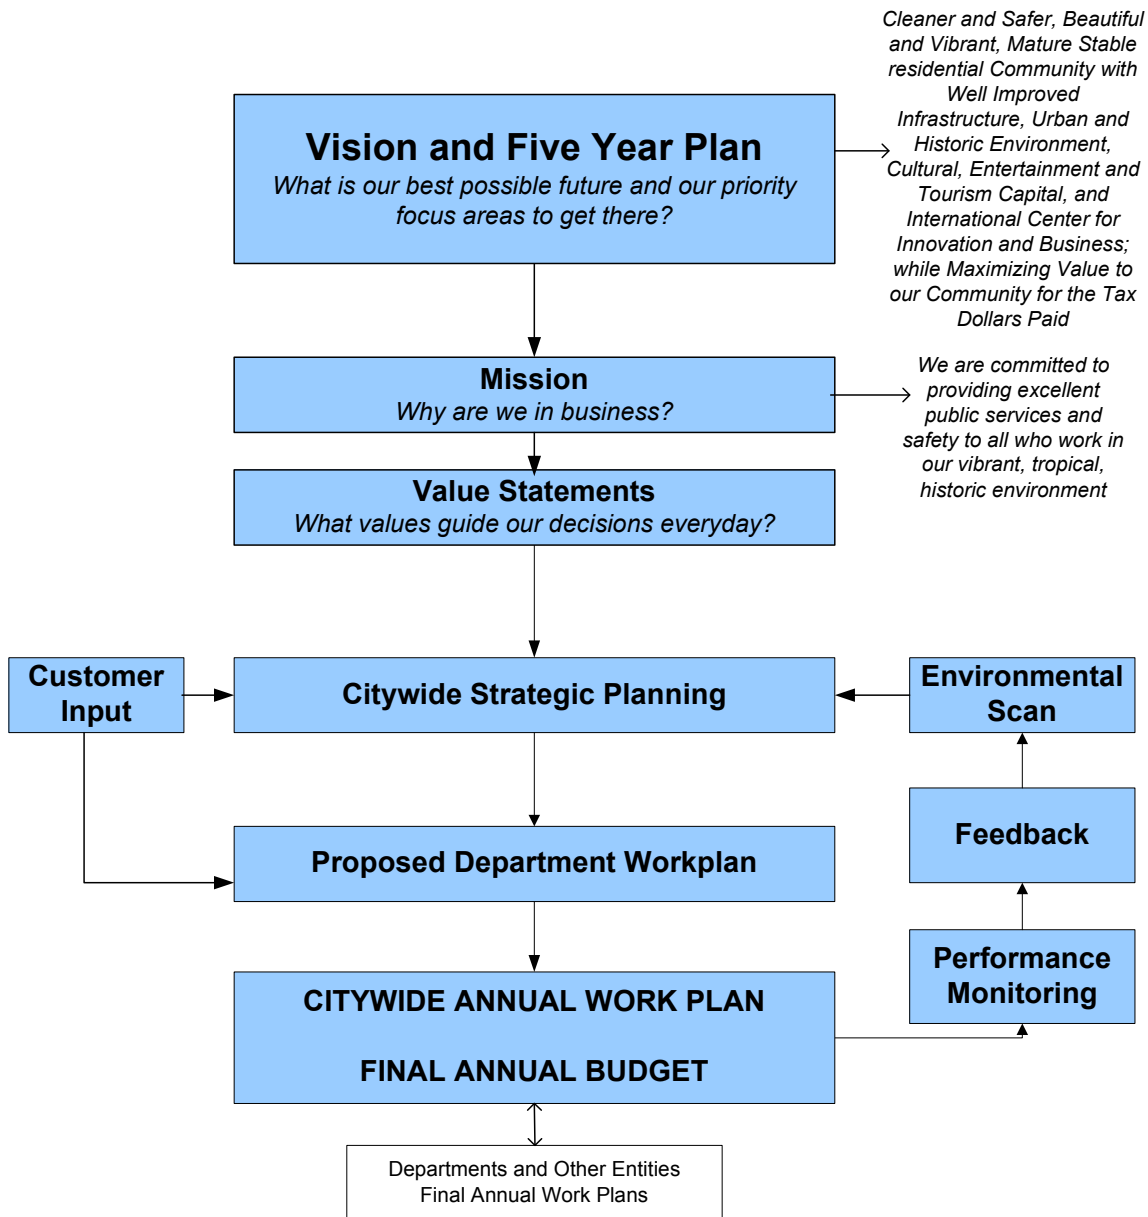 Cleaner and Safer, Beautiful
and Vibrant, Mature Stable
residential Community with
Well Improved
Infrastructure, Urban and
Historic Environment,
Cultural, Entertainment and
Tourism Capital, and
International Center for
Innovation and Business;
while Maximizing Value to
our Community for the Tax
Dollars Paid
Vision and Five Year Plan
What is our best possible future and our priority
focus areas to get there?
Mission
Why are we in business?
We are committed to
providing excellent
public services and
safety to all who work in
our vibrant, tropical,
historic environment
Value Statements
What values guide our decisions everyday?
Customer
Input
Citywide Strategic Planning
Environmental
Scan
Feedback
Proposed Department Workplan
Performance
Monitoring
CITYWIDE ANNUAL WORK PLAN
FINAL ANNUAL BUDGET
Departments and Other Entities
Final Annual Work Plans